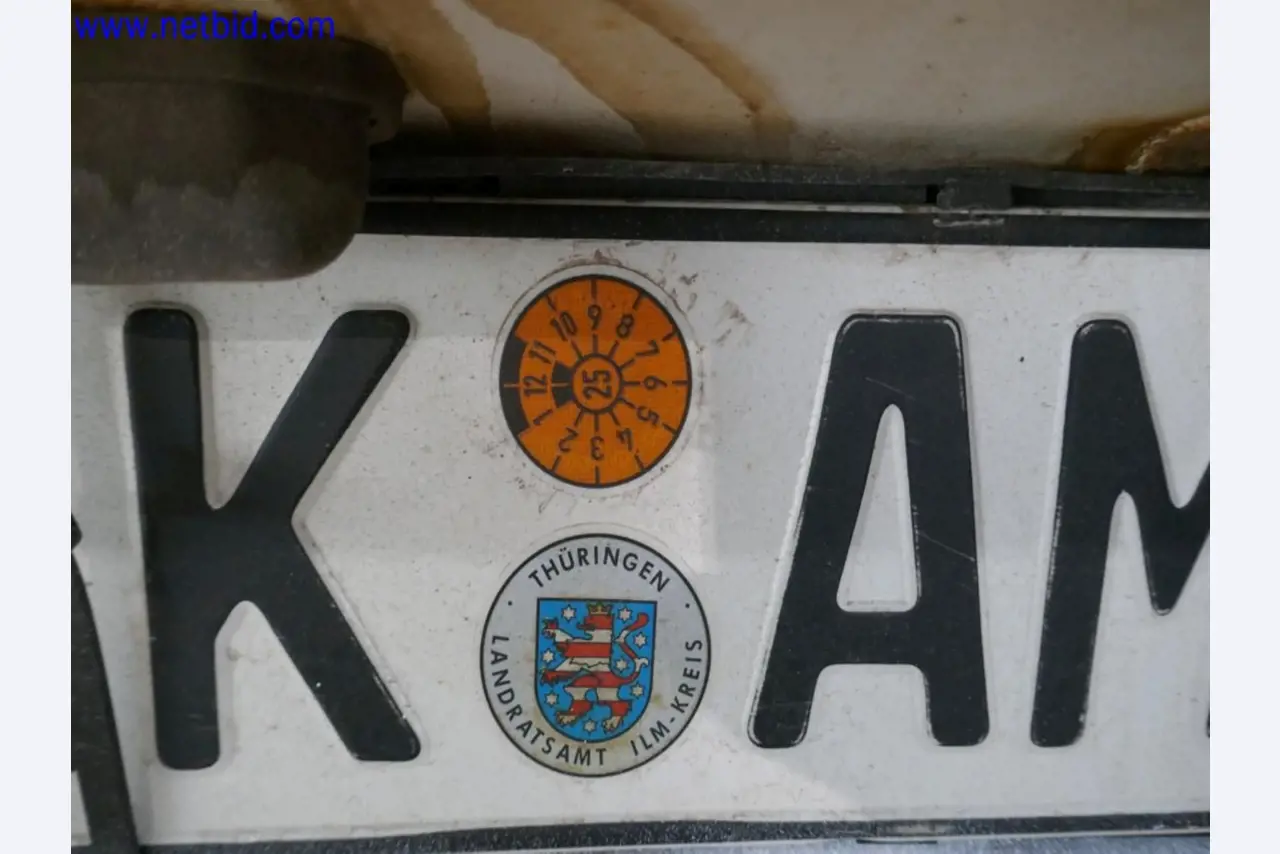 www.netbid.com
K AM
1 2 3 4 5 6 7 8 9 10 11 12
25
THÜRINGEN
LANDRATSAMT ILM-KREIS